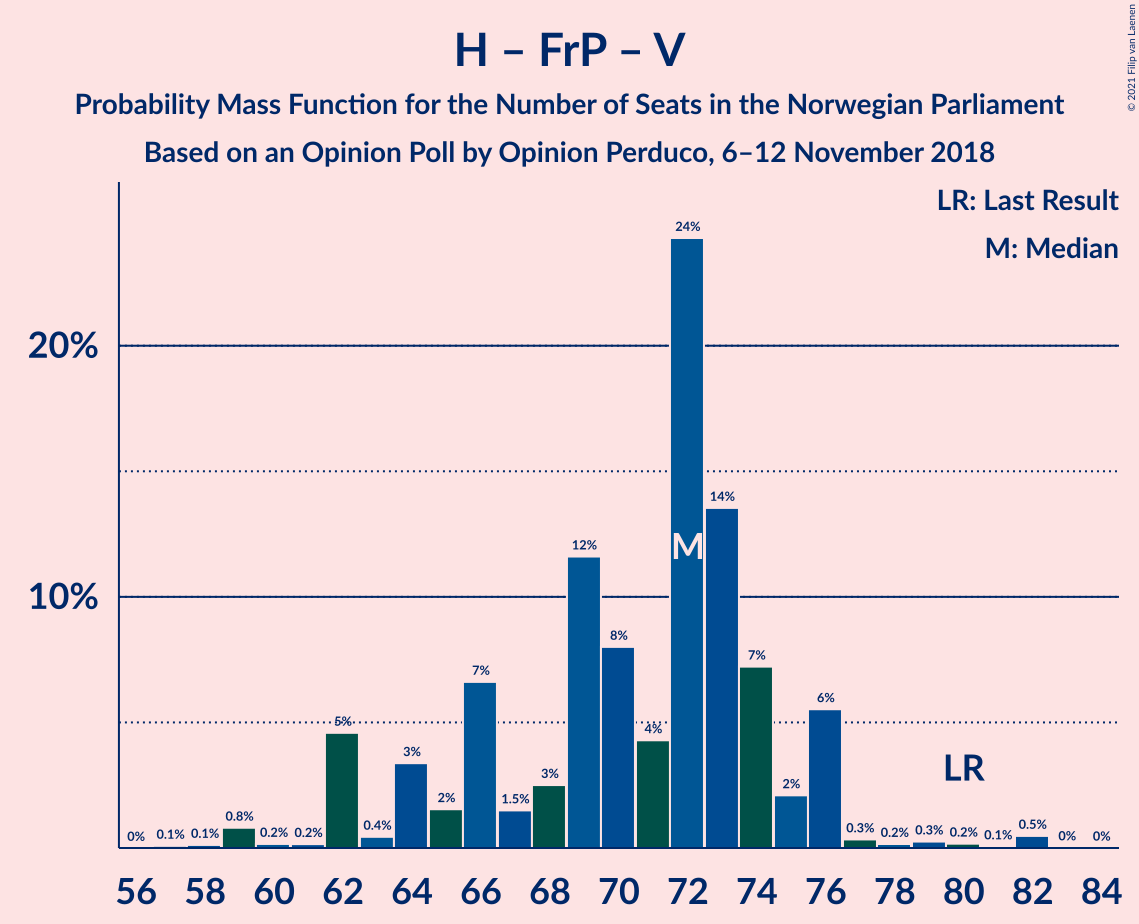 H – FrP – V
Probability Mass Function for the Number of Seats in the Norwegian Parliament
Based on an Opinion Poll by Opinion Perduco, 6–12 November 2018
© 2021 Filip van Laenen
LR: Last Result
M: Median
20%
10%
0% 0.1% 0.1% 0.8% 0.2% 0.2% 5% 0.4% 3% 2% 7% 1.5% 3% 12% 8% 4% 24% 14% 7% 2% 6% 0.3% 0.2% 0.3% 0.2% 0.1% 0.5% 0% 0%
M
LR
56 58 60 62 64 66 68 70 72 74 76 78 80 82 84